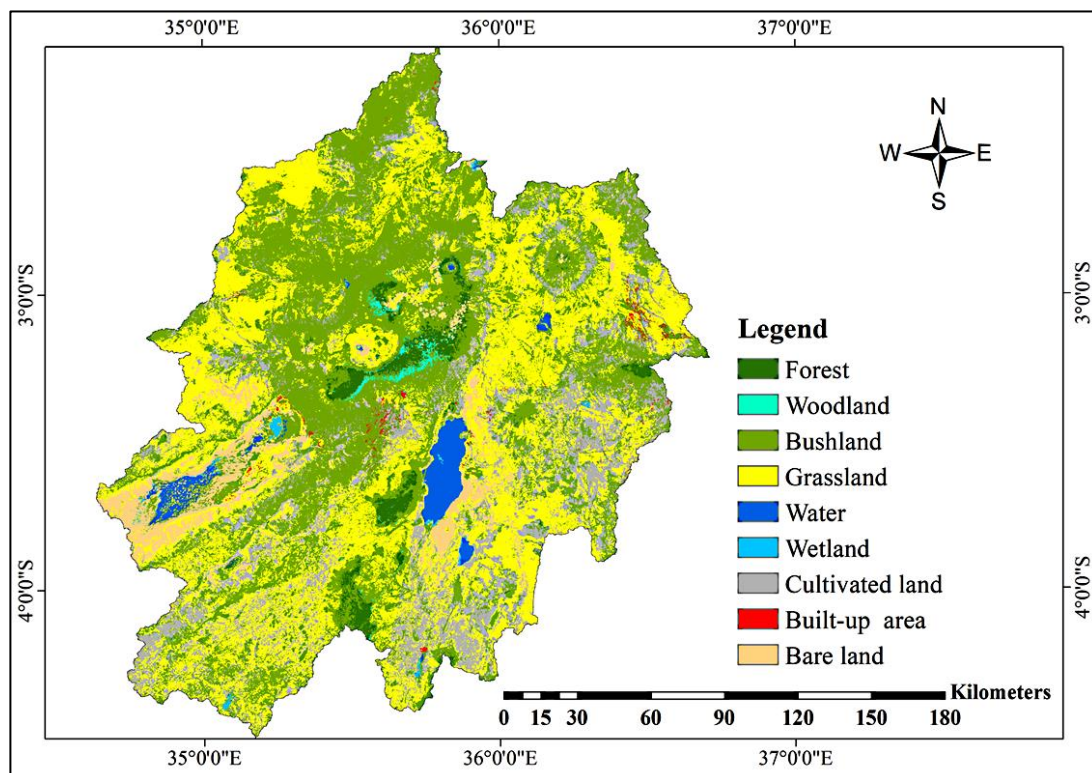 35°0'0"E 36°0'0"E 37°0'0"E
N
W E
S
3°0'0"S 3°0'0"S
Legend
Forest
Woodland
Bushland
Grassland
Water
Wetland
Cultivated land
Built-up area
Bare land
4°0'0"S 4°0'0"S
Kilometers
0 15 30 60 90 120 150 180
35°0'0"E 36°0'0"E 37°0'0"E